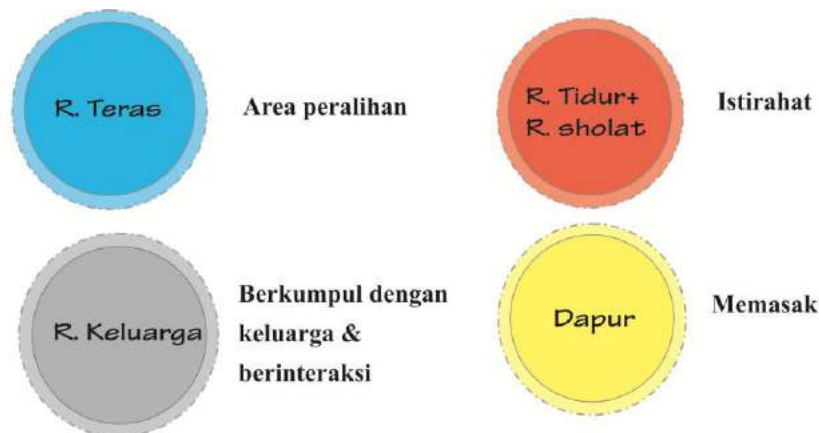 R. Teras
Area peralihan
R. Tidur+
R. sholat
Istirahat
R. Keluarga
Berkumpul dengan
keluarga &
berinteraksi
Dapur
Memasak